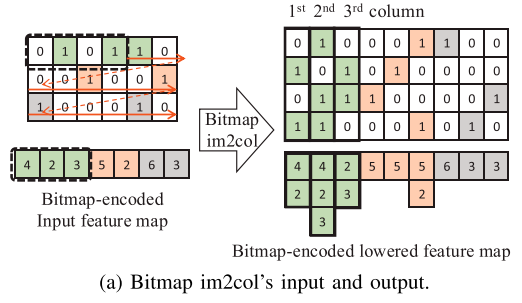 1st 2nd 3rd column
0 1 0 1 1 0
0 0 1 0 0 1
1 0 0 0 1 0
4 2 3 5 2 6 3
Bitmap-encoded
Input feature map
Bitmap
im2col
0 1 0 0 0 1 1 0 0
1 0 1 0 1 0 0 0 0
0 1 1 1 0 0 0 0 1
1 1 0 0 0 1 0 1 0
4 4 2 5 5 5 6 3 3
2 2 3 2
3
Bitmap-encoded lowered feature map
(a) Bitmap im2col's input and output.